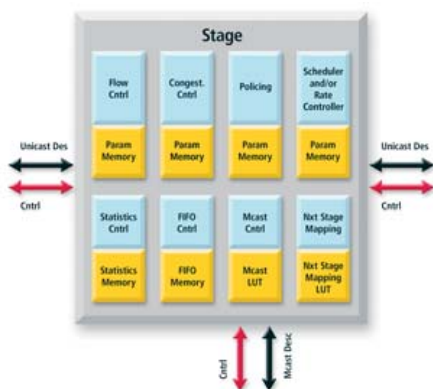 Stage
Flow
Cntrl
Congest.
Cntrl
Policing
Scheduler
and/or
Rate
Controller
Param
Memory
Param
Memory
Param
Memory
Param
Memory
Unicast Des
Cntrl
Unicast Des
Cntrl
Statistics
Cntrl
FIFO
Cntrl
Mcast
Cntrl
Nxt Stage
Mapping
Statistics
Memory
FIFO
Memory
Mcast
LUT
Nxt Stage
Mapping
LUT
Cntrl
Mcast Desc